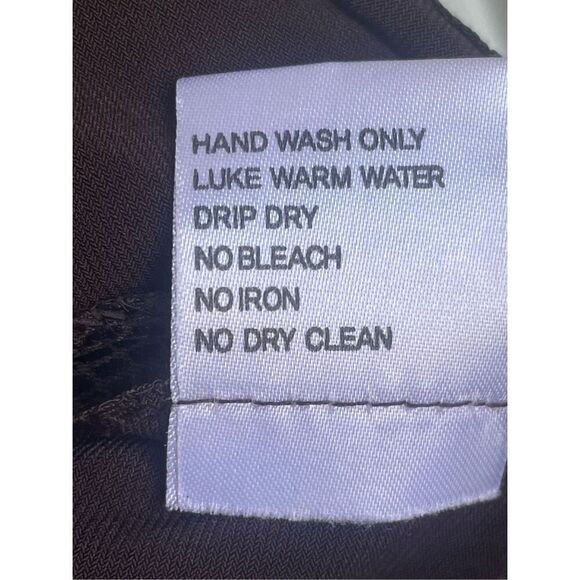 HAND WASH ONLY
LUKE WARM WATER
DRIP DRY
NO BLEACH
NO IRON
NO DRY CLEAN